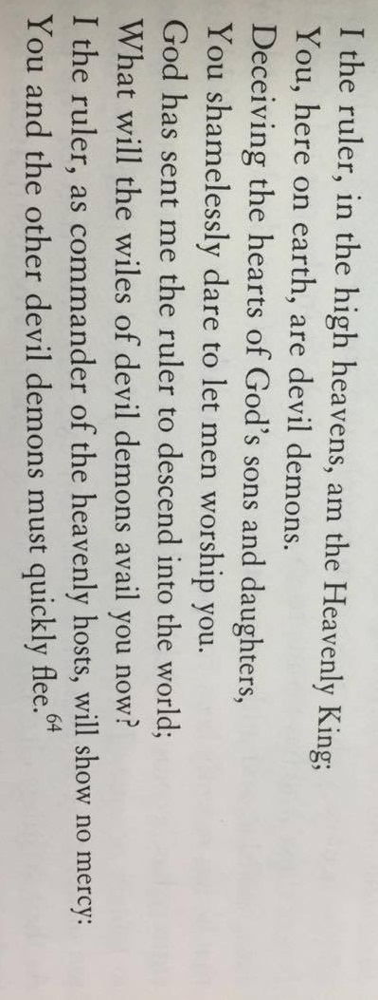 I the ruler, in the high heavens, am the Heavenly King;
You, here on earth, are devil demons.
Deceiving the hearts of God's sons and daughters,
You shamelessly dare to let men worship you.
God has sent me the ruler to descend into the world;
What will the wiles of devil demons avail you now?
I the ruler, as commander of the heavenly hosts, will show no mercy:
You and the other devil demons must quickly flee.64